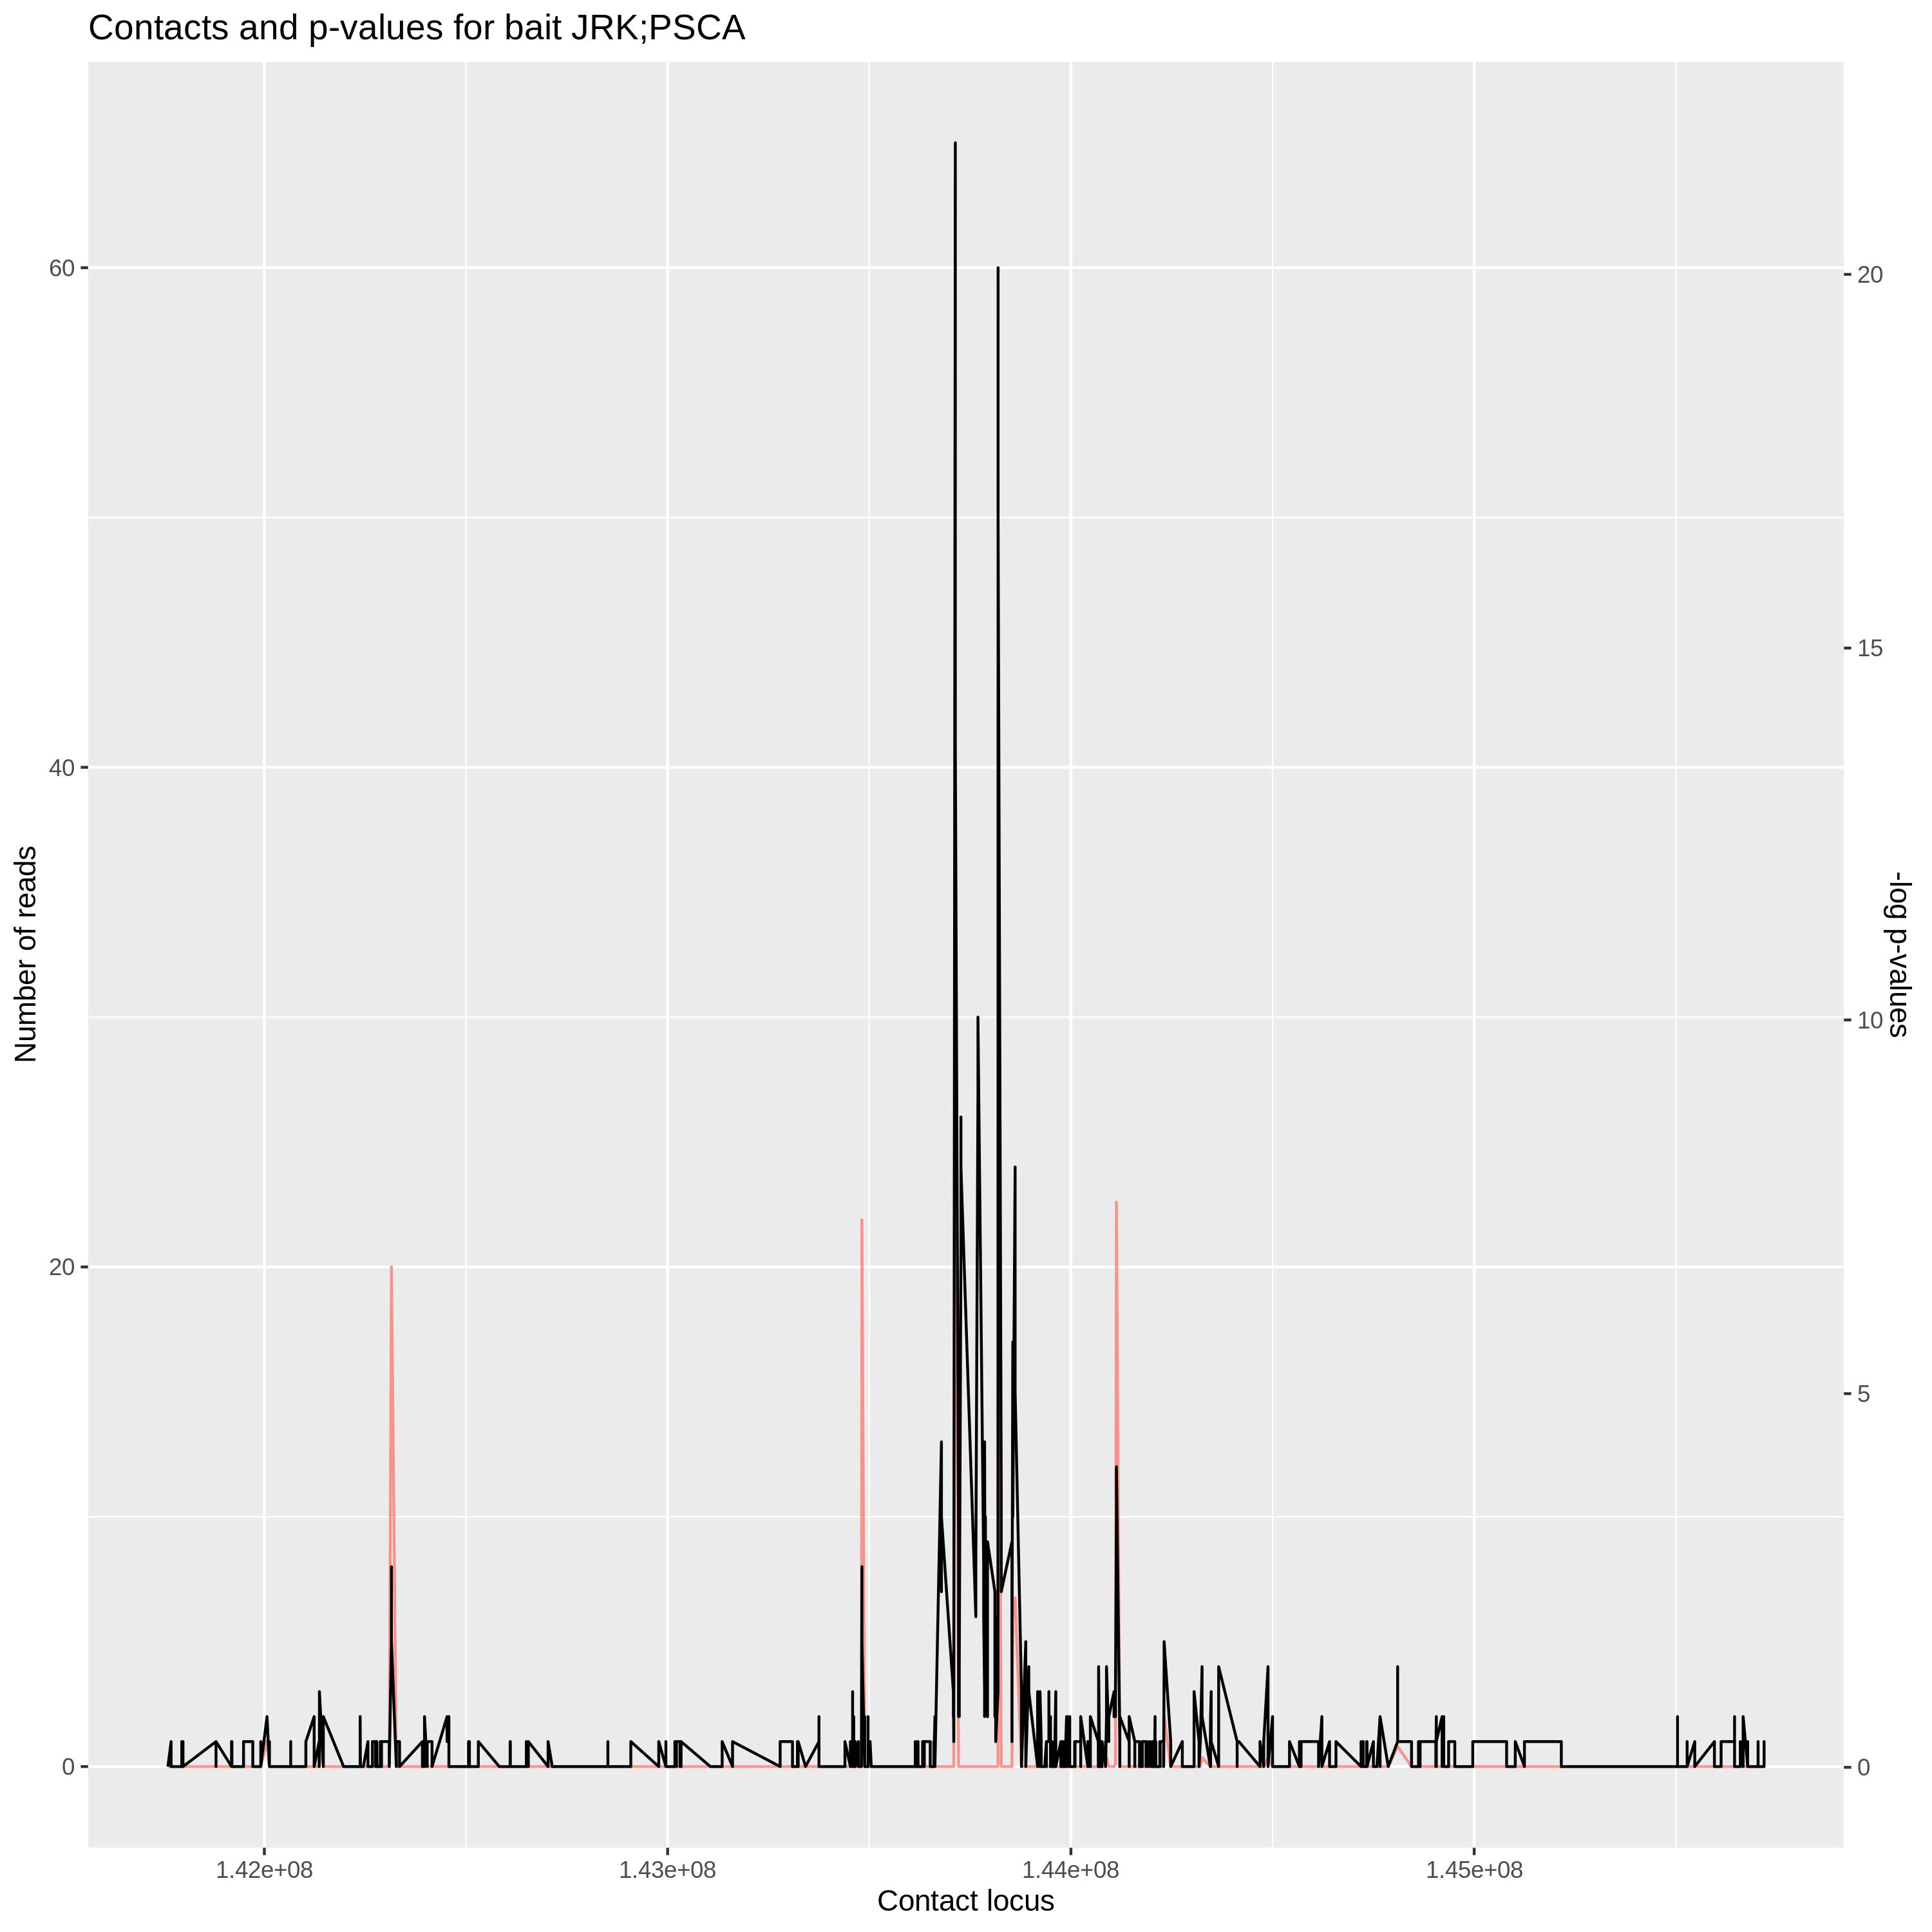 Contacts and p-values for bait JRK;PSCA
Number of reads
60
40
20
0
20
15
10
5
0
-log p-values
1.42e+08 1.43e+08 1.44e+08 1.45e+08
Contact locus